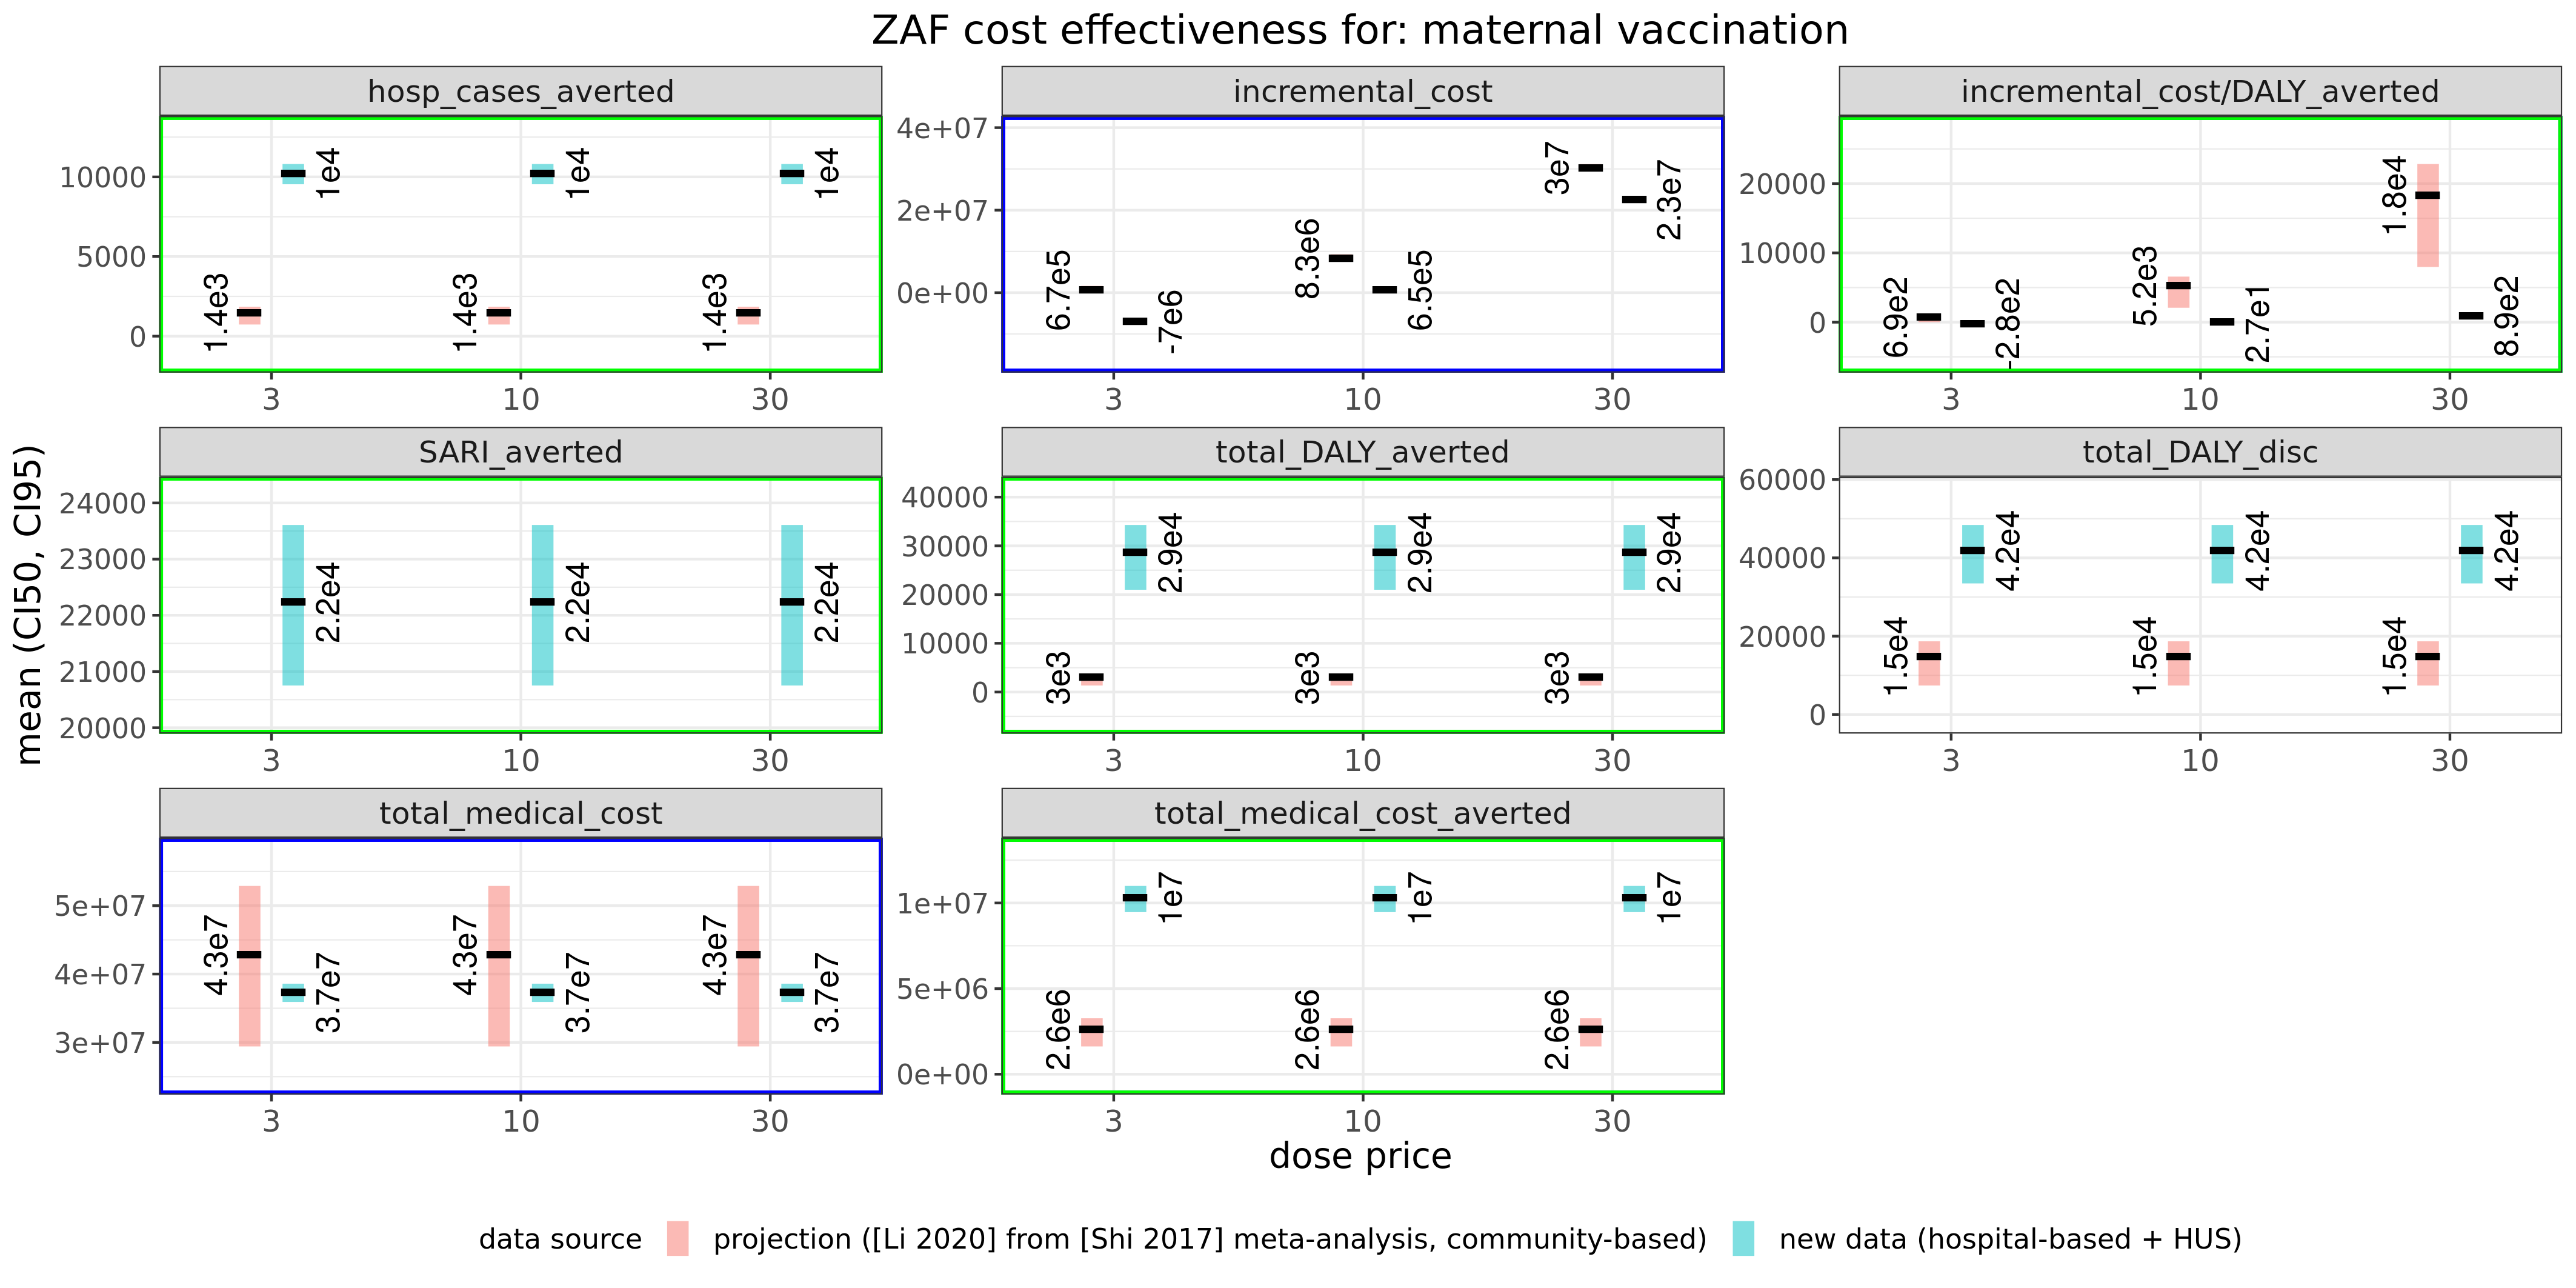 ZAF cost effectiveness for: maternal vaccination
mean (CI50, CI95)
hosp_cases_averted
10000
5000
0
1.4e3
1e4
1.4e3
1e4
1.4e3
1e4
3
10
30
incremental_cost
4e+07
2e+07
0e+00
6.7e5
-7e6
8.3e6
6.5e5
3e7
2.3e7
3
10
30
incremental_cost/DALY_averted
20000
10000
0
6.9e2
-2.8e2
5.2e3
2.7e1
1.8e4
8.9e2
3
10
30
SARI_averted
24000
23000
22000
21000
20000
2.2e4
2.2e4
2.2e4
3
10
30
total_DALY_averted
40000
30000
20000
10000
0
3e3
2.9e4
3e3
2.9e4
3e3
2.9e4
3
10
30
total_DALY_disc
60000
40000
20000
0
1.5e4
4.2e4
1.5e4
4.2e4
1.5e4
4.2e4
3
10
30
total_medical_cost
5e+07
4e+07
3e+07
4.3e7
3.7e7
4.3e7
3.7e7
4.3e7
3.7e7
3
10
30
total_medical_cost_averted
1e+07
5e+06
0e+00
2.6e6
1e7
2.6e6
1e7
2.6e6
1e7
3
10
30
dose price
data source
projection ([Li 2020] from [Shi 2017] meta-analysis, community-based)
new data (hospital-based + HUS)